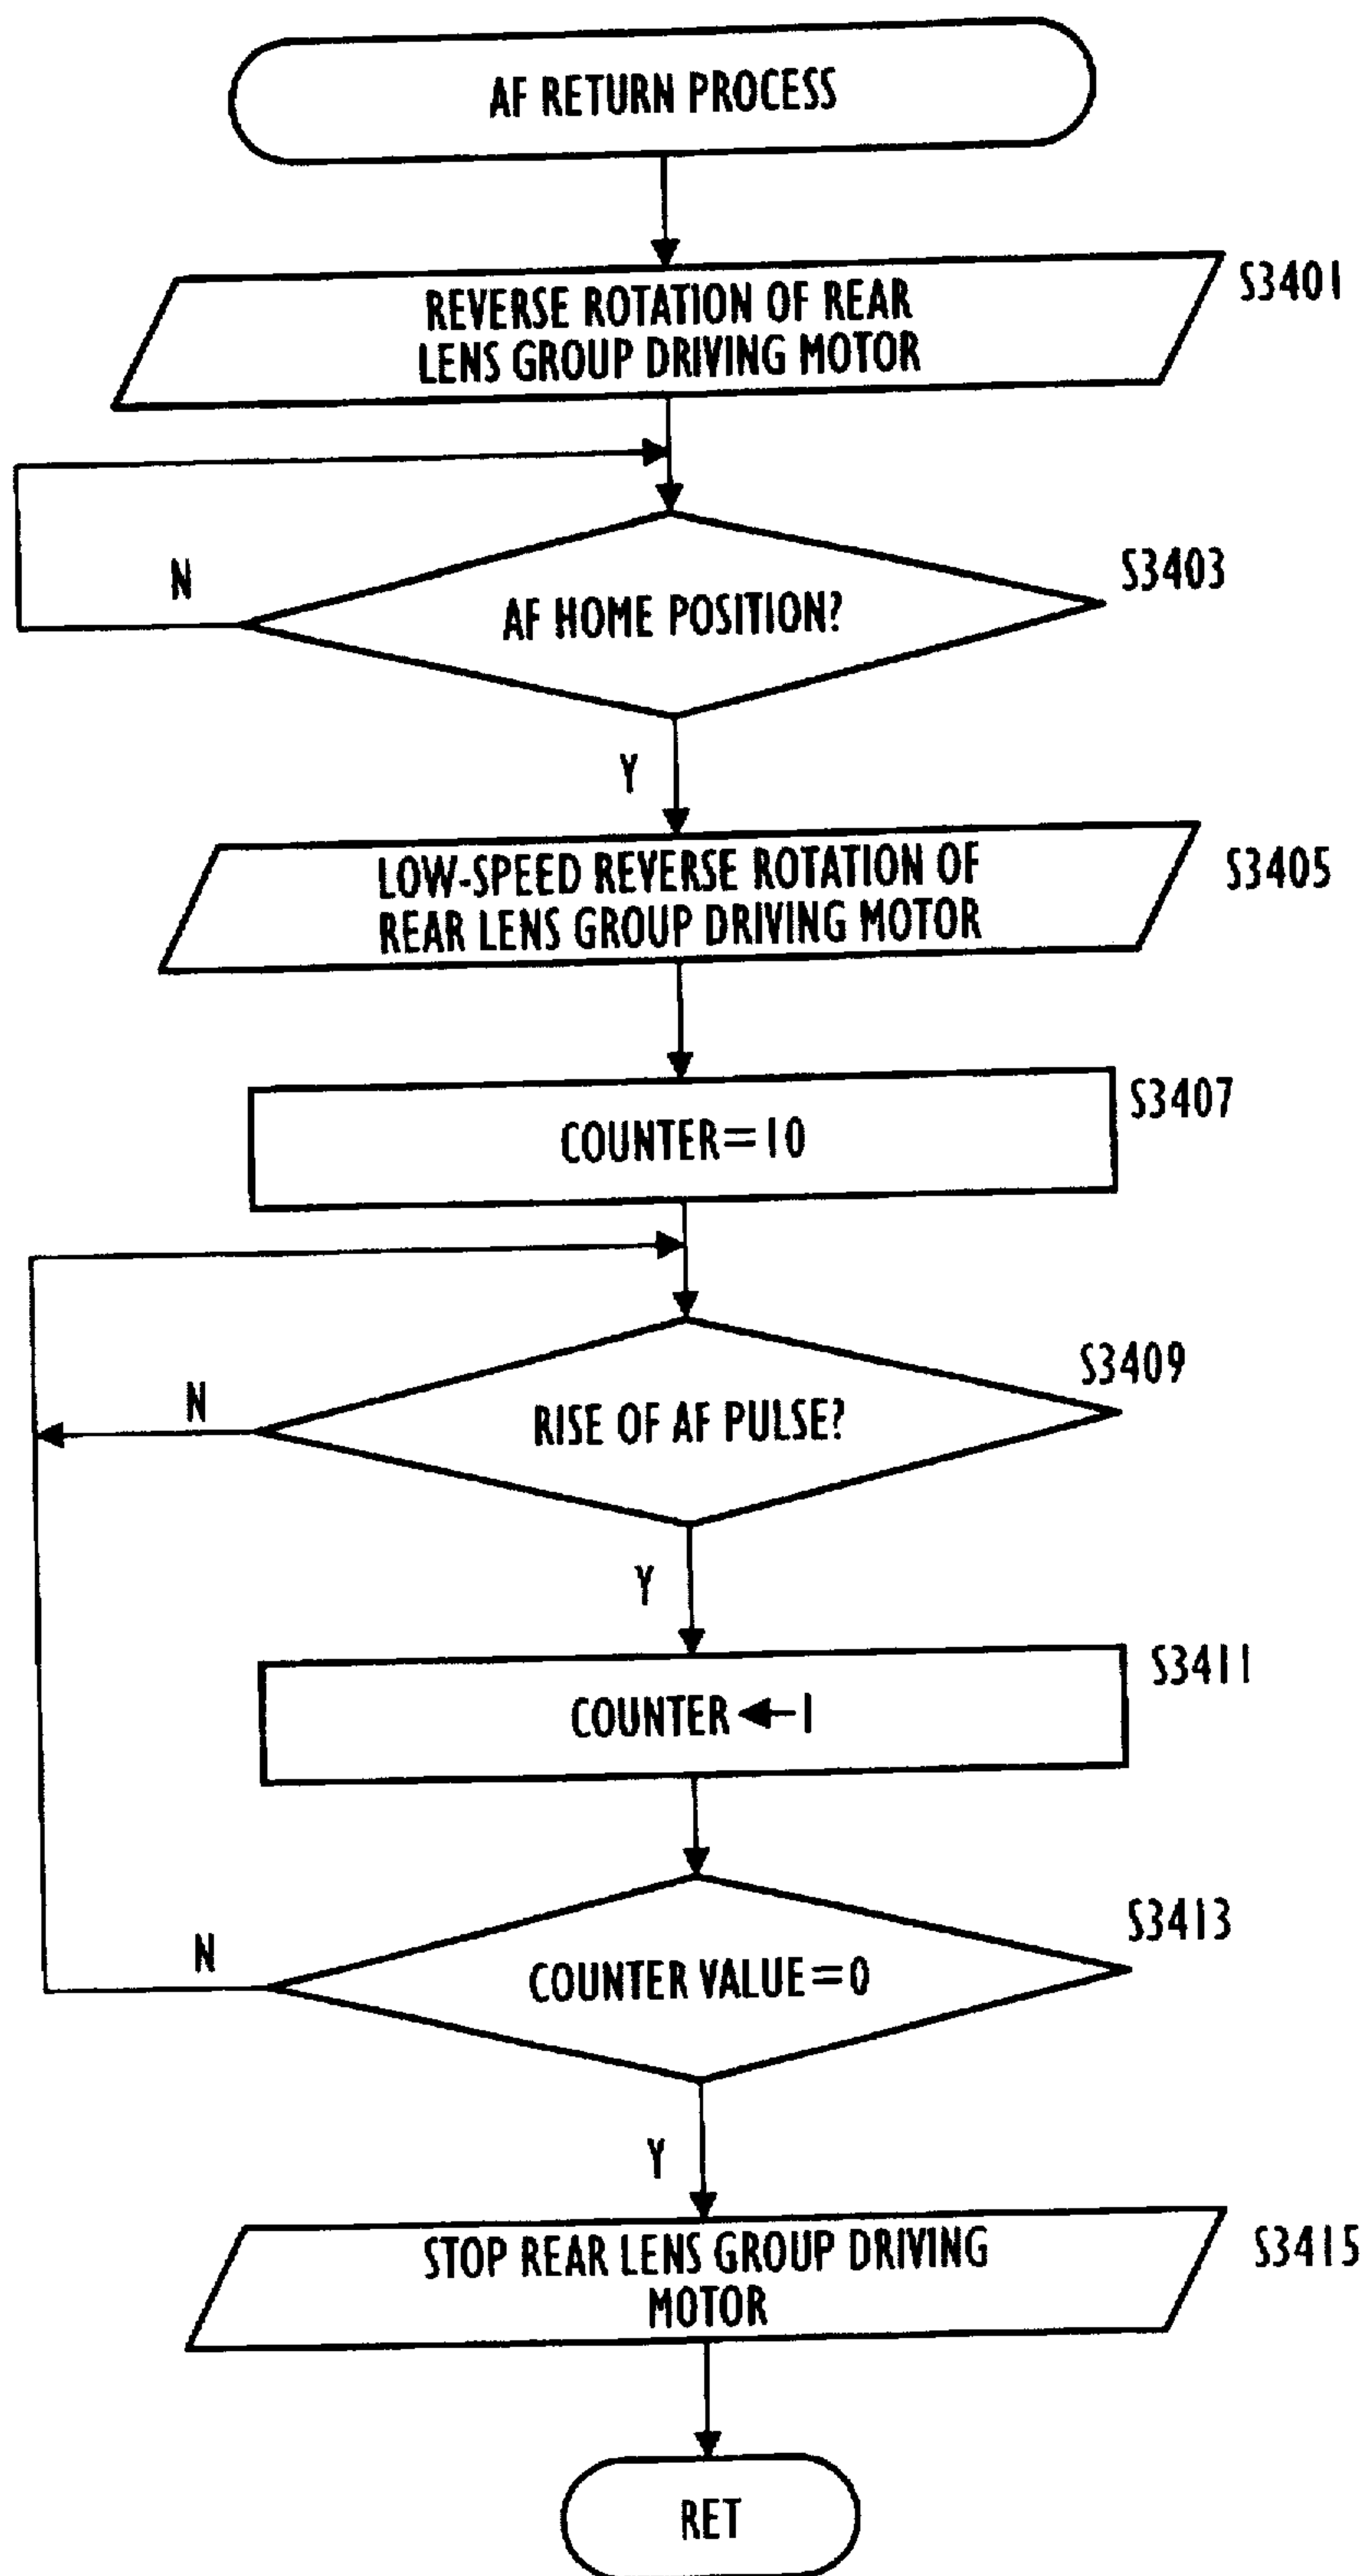 AF RETURN PROCESS
REVERSE ROTATION OF REAR
LENS GROUP DRIVING MOTOR
S3401
AF HOME POSITION?
S3403
N
Y
LOW-SPEED REVERSE ROTATION OF
REAR LENS GROUP DRIVING MOTOR
S3405
COUNTER=10
S3407
RISE OF AF PULSE?
S3409
N
Y
COUNTER←1
S3411
COUNTER VALUE=0
S3413
N
Y
STOP REAR LENS GROUP DRIVING
MOTOR
S3415
RET